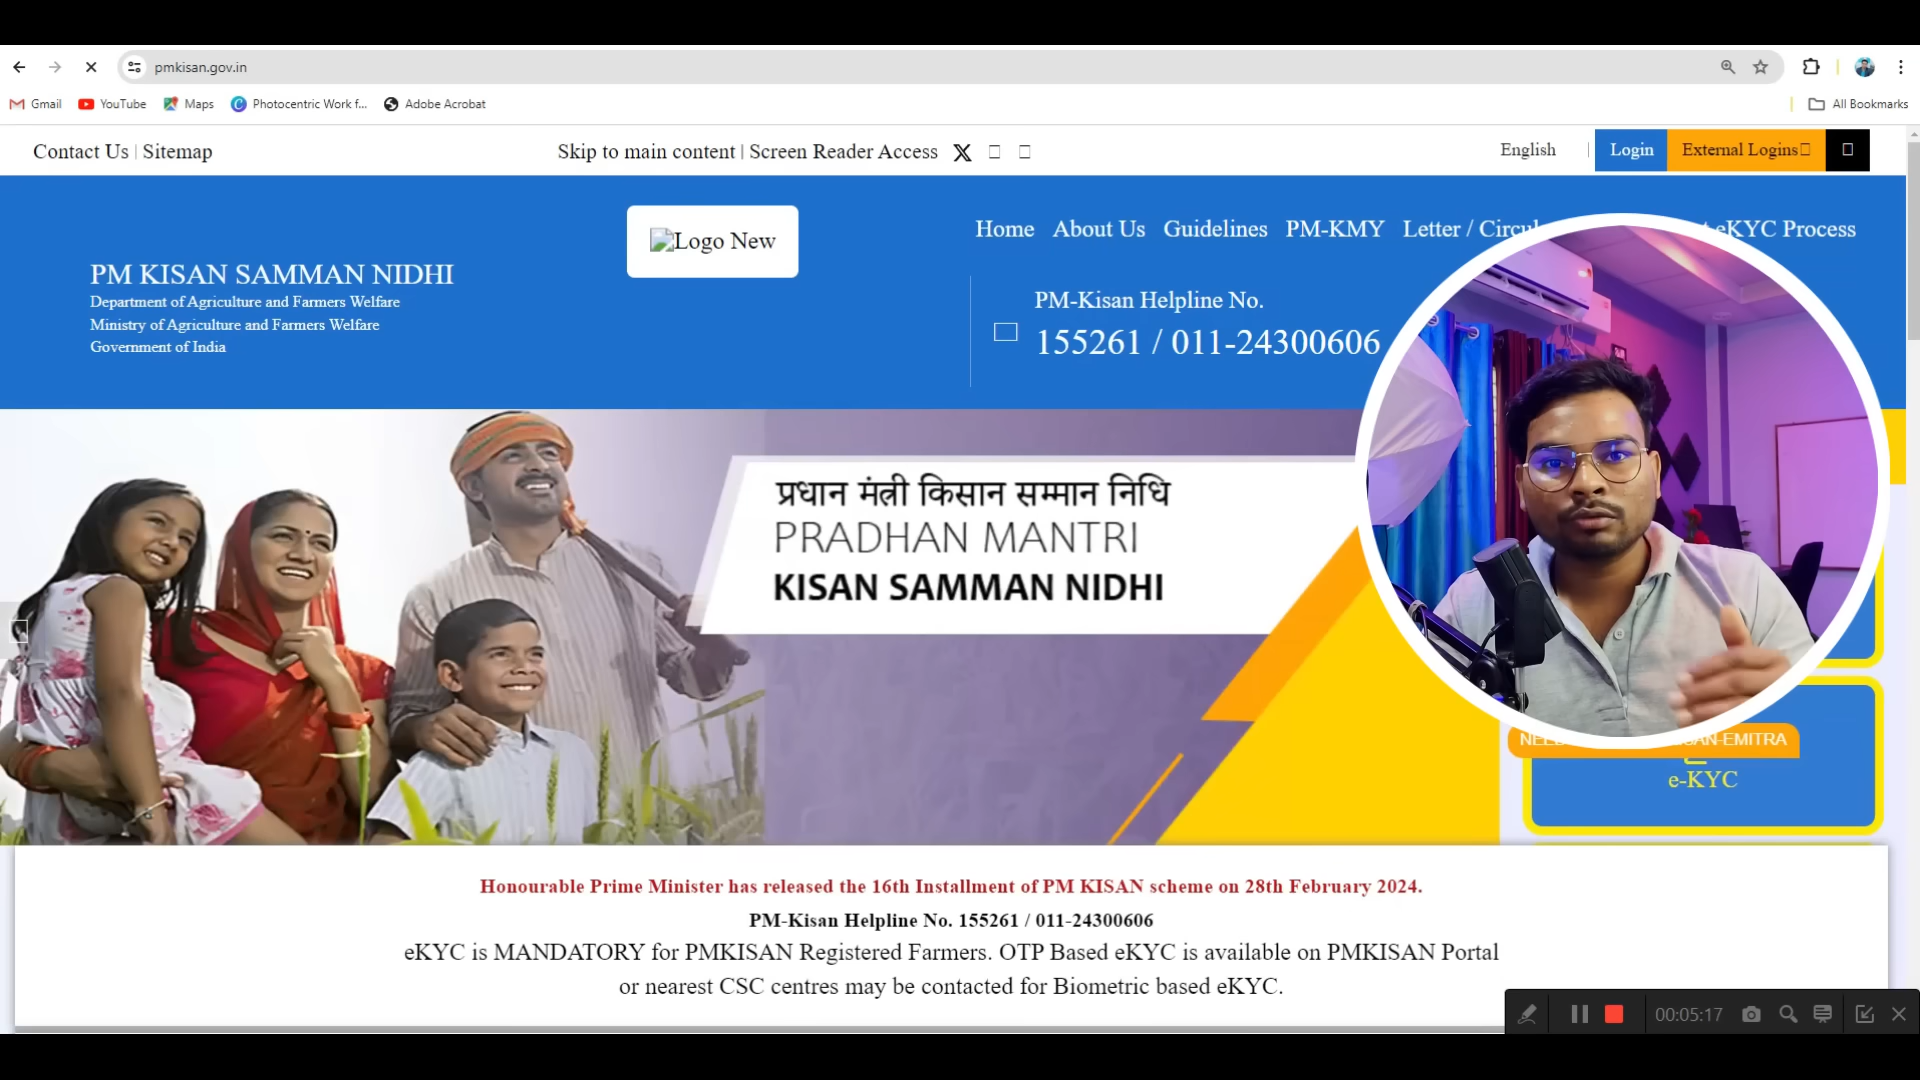 pmkisan.gov.in
Gmail YouTube Maps Photocentric Work f... Adobe Acrobat All Bookmarks
Contact Us | Sitemap Skip to main content | Screen Reader Access English | Login External Logins
Logo New
Home About Us Guidelines PM-KMY Letter / Circul eKYC Process
PM KISAN SAMMAN NIDHI
Department of Agriculture and Farmers Welfare
Ministry of Agriculture and Farmers Welfare
Government of India
PM-Kisan Helpline No.
155261 / 011-24300606
प्रधान मंत्री किसान सम्मान निधि
PRADHAN MANTRI
KISAN SAMMAN NIDHI
AN-EMITRA
e-KYC
Honourable Prime Minister has released the 16th Installment of PM KISAN scheme on 28th February 2024.
PM-Kisan Helpline No. 155261 / 011-24300606
eKYC is MANDATORY for PMKISAN Registered Farmers. OTP Based eKYC is available on PMKISAN Portal
or nearest CSC centres may be contacted for Biometric based eKYC.
00:05:17